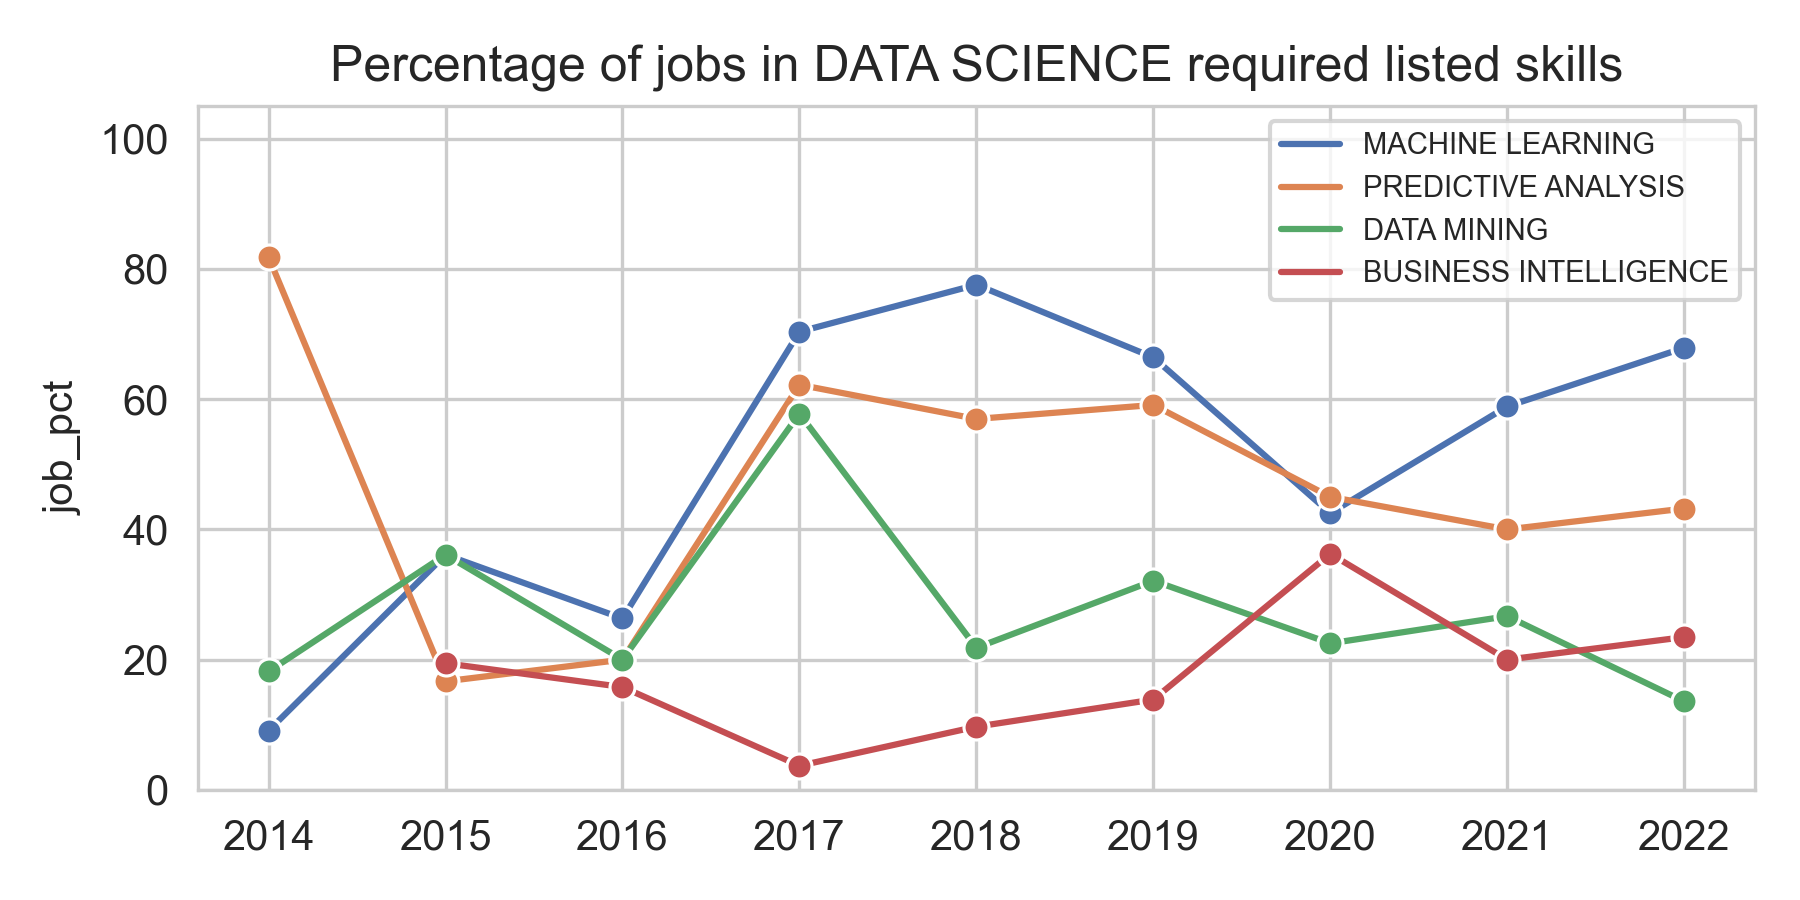 Percentage of jobs in DATA SCIENCE required listed skills
100
80
60
40
20
0
job_pct
MACHINE LEARNING
PREDICTIVE ANALYSIS
DATA MINING
BUSINESS INTELLIGENCE
2014 2015 2016 2017 2018 2019 2020 2021 2022